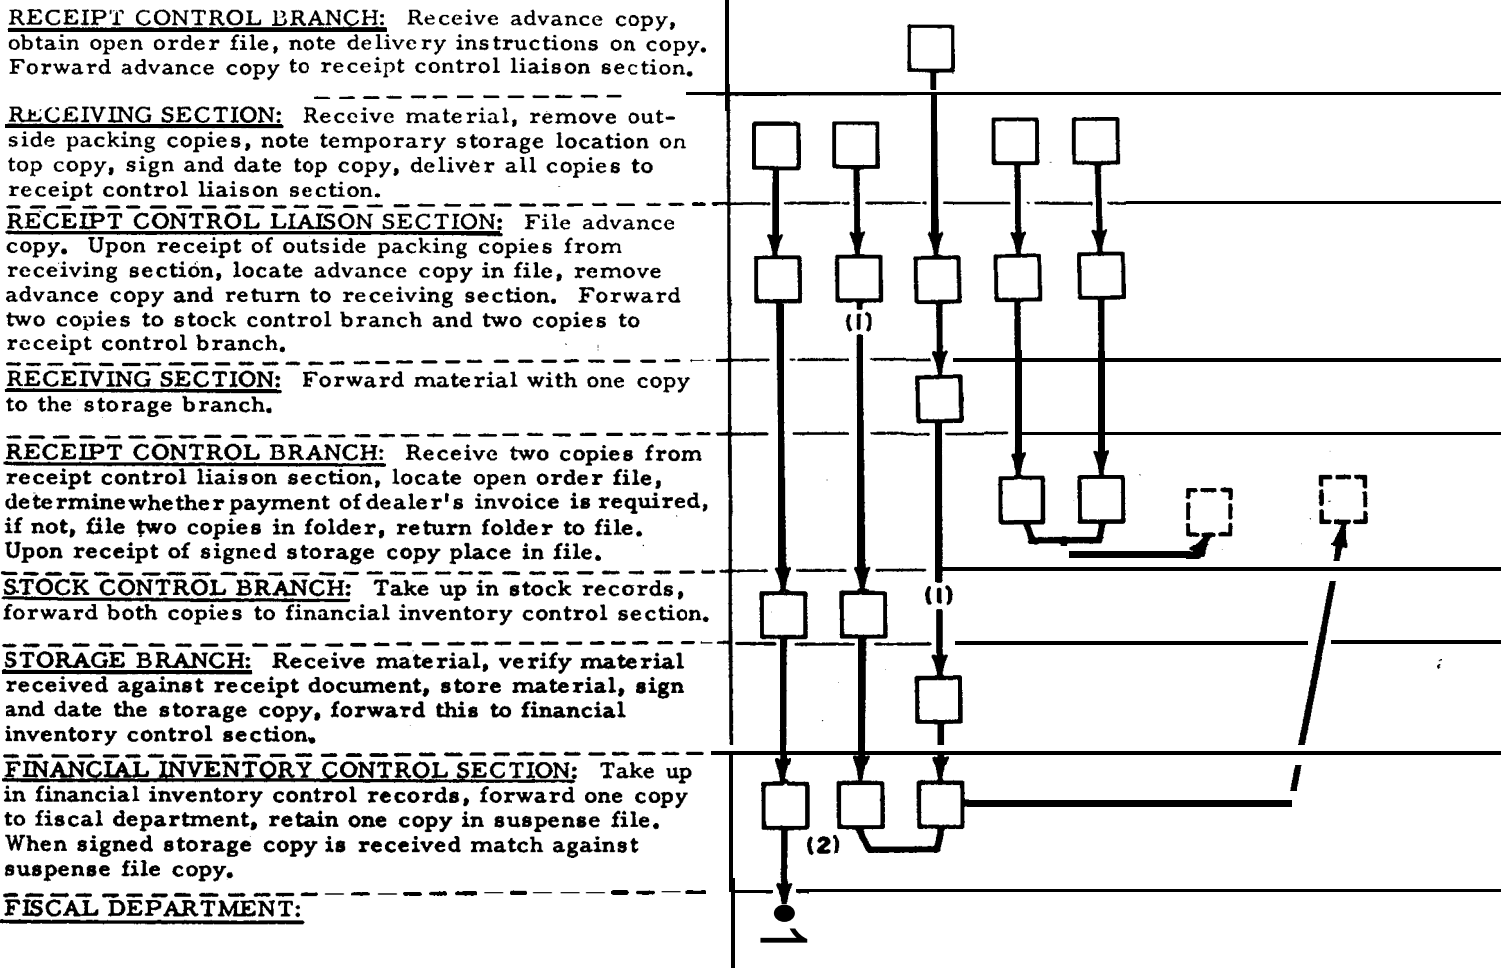 RECEIPT CONTROL BRANCH: Receive advance copy,
obtain open order file, note delivery instructions on copy.
Forward advance copy to receipt control liaison section.
RECEIVING SECTION: Receive material, remove out-
side packing copies, note temporary storage location on
top copy, sign and date top copy, deliver all copies to
receipt control liaison section.
RECEIPT CONTROL LIAISON SECTION: File advance
copy. Upon receipt of outside packing copies from
receiving section, locate advance copy in file, remove
advance copy and return to receiving section. Forward
two copies to stock control branch and two copies to
receipt control branch.
(1)
RECEIVING SECTION: Forward material with one copy
to the storage branch.
RECEIPT CONTROL BRANCH: Receive two copies from
receipt control liaison section, locate open order file,
determinewhether payment of dealer's invoice is required,
if not, file two copies in folder, return folder to file.
Upon receipt of signed storage copy place in file.
STOCK CONTROL BRANCH: Take up in stock records,
forward both copies to financial inventory control section.
(1)
STORAGE BRANCH: Receive material, verify material
received against receipt document, store material, sign
and date the storage copy, forward this to financial
inventory control section.
FINANCIAL INVENTORY CONTROL SECTION: Take up
in financial inventory control records, forward one copy
to fiscal department, retain one copy in suspense file.
When signed storage copy is received match against
suspense file copy.
(2)
FISCAL DEPARTMENT:
1